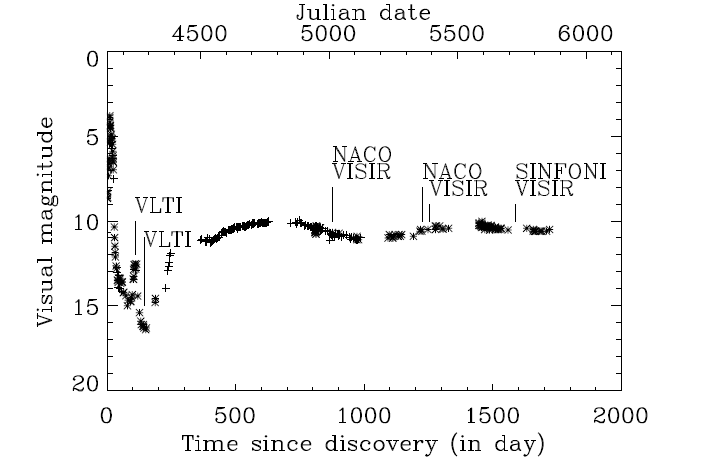 Julian date
4500 5000 5500 6000
0
5
10
15
20
Visual magnitude
VLTI
VLTI
NACO
VISIR
NACO
VISIR
SINFONI
VISIR
0 500 1000 1500 2000
Time since discovery (in day)